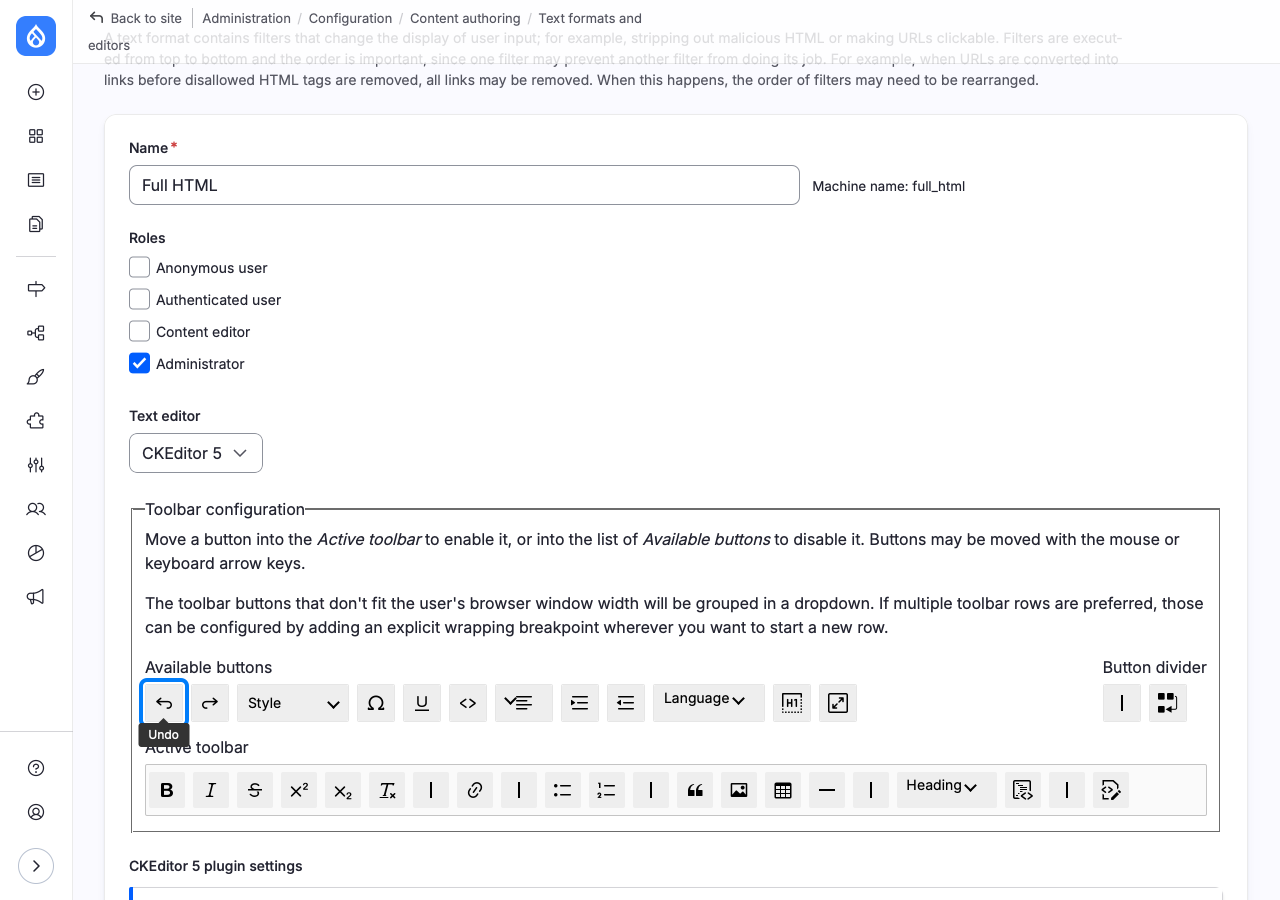 Back to site
Administration / Configuration / Content authoring / Text formats and
editors
A text format contains filters that change the display of user input; for example, stripping out malicious HTML or making URLs clickable. Filters are execut-
ed from top to bottom and the order is important, since one filter may prevent another filter from doing its job. For example, when URLs are converted into
links before disallowed HTML tags are removed, all links may be removed. When this happens, the order of filters may need to be rearranged.
Name*
Full HTML
Machine name: full_html
Roles
Anonymous user
Authenticated user
Content editor
Administrator
Text editor
CKEditor 5
Toolbar configuration
Move a button into the Active toolbar to enable it, or into the list of Available buttons to disable it. Buttons may be moved with the mouse or
keyboard arrow keys.
The toolbar buttons that don't fit the user's browser window width will be grouped in a dropdown. If multiple toolbar rows are preferred, those
can be configured by adding an explicit wrapping breakpoint wherever you want to start a new row.
Available buttons
Button divider
Style
Language
Undo
Active toolbar
Heading
CKEditor 5 plugin settings